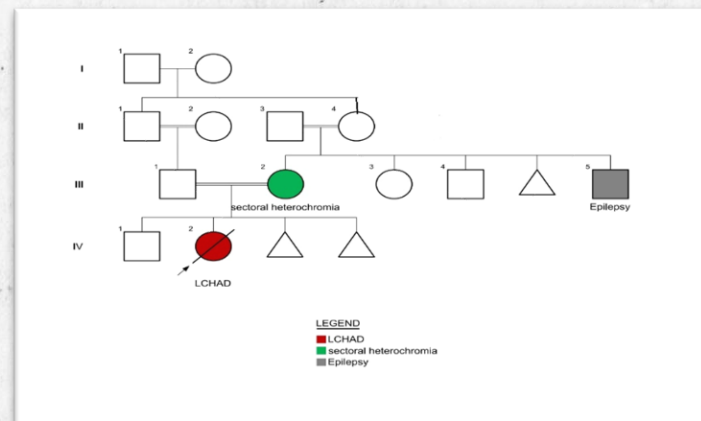 1 2
I
1 2 3 4
II
1 2 3 4 5
III
sectoral heterochromia Epilepsy
1 2
IV
LCHAD
LEGEND
LCHAD
sectoral heterochromia
Epilepsy